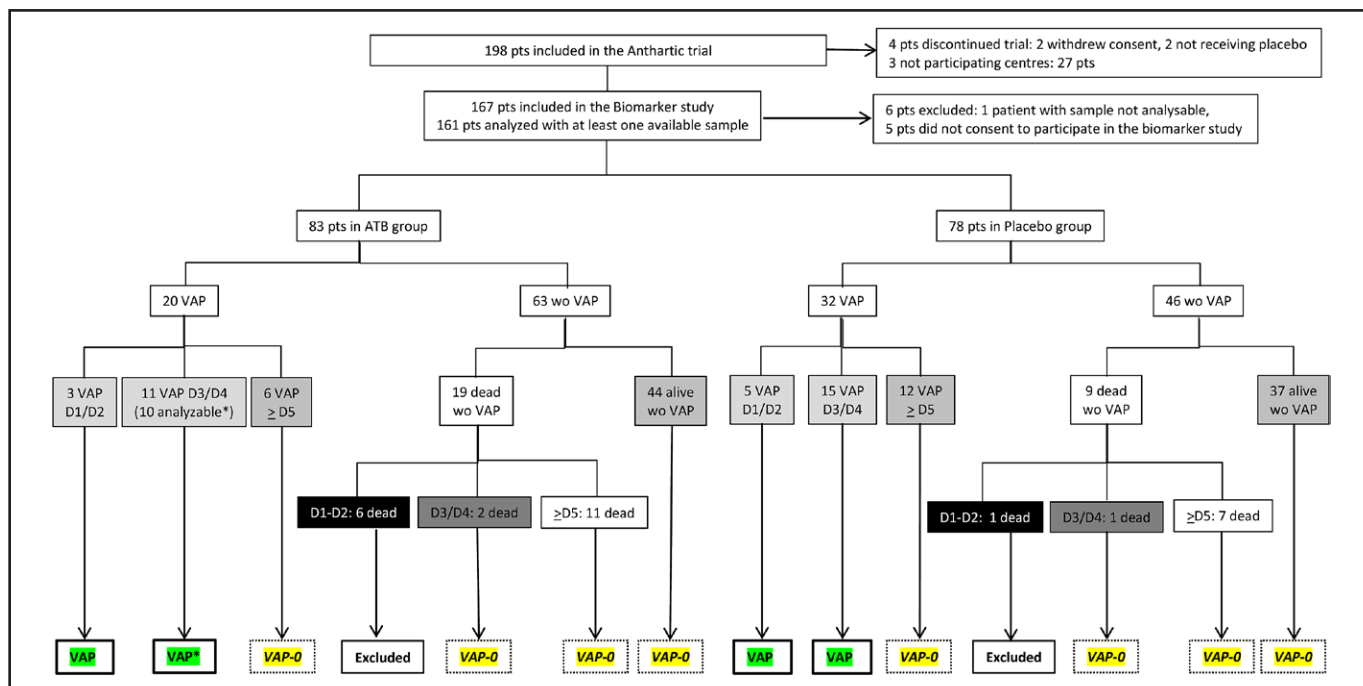 198 pts included in the Anthartic trial
4 pts discontinued trial: 2 withdrew consent, 2 not receiving placebo
3 not participating centres: 27 pts
167 pts included in the Biomarker study
161 pts analyzed with at least one available sample
6 pts excluded: 1 patient with sample not analysable,
5 pts did not consent to participate in the biomarker study
83 pts in ATB group
78 pts in Placebo group
20 VAP
63 wo VAP
32 VAP
46 wo VAP
3 VAP
D1/D2
11 VAP D3/D4
(10 analyzable*)
6 VAP
≥ D5
19 dead
wo VAP
44 alive
wo VAP
5 VAP
D1/D2
15 VAP
D3/D4
12 VAP
≥ D5
9 dead
wo VAP
37 alive
wo VAP
D1-D2: 6 dead
D3/D4: 2 dead
≥D5: 11 dead
D1-D2: 1 dead
D3/D4: 1 dead
≥D5: 7 dead
VAP
VAP*
VAP-0
Excluded
VAP-0
VAP-0
VAP-0
VAP
VAP
VAP-0
Excluded
VAP-0
VAP-0
VAP-0